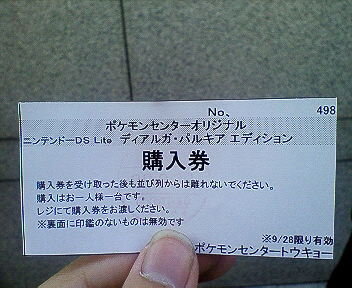 No、 498
ポケモンセンターオリジナル
ニンテンドーDS Lite ディアルガ・パルキア エディション
購入券
購入券を受け取った後も並び列からは離れないでください。
購入はお一人様一台です。
レジにて購入券をお渡しください。
※裏面に印鑑のないものは無効です
※9/28限り有効
ポケモンセンタートウキョー